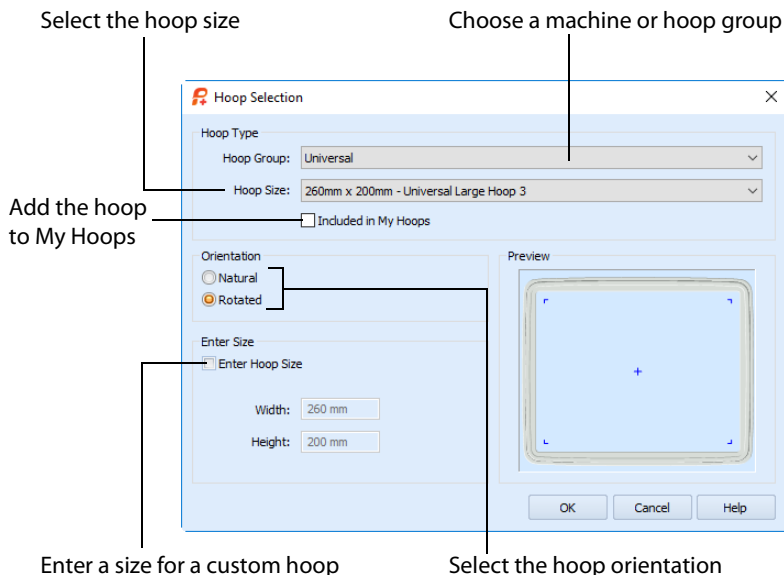 Select the hoop size
Choose a machine or hoop group
Hoop Selection
Hoop Type
Hoop Group: Universal
Hoop Size: 260mm x 200mm - Universal Large Hoop 3
Add the hoop
to My Hoops
Included in My Hoops
Orientation
Natural
Rotated
Preview
Enter Size
Enter Hoop Size
Width: 260 mm
Height: 200 mm
OK Cancel Help
Enter a size for a custom hoop
Select the hoop orientation